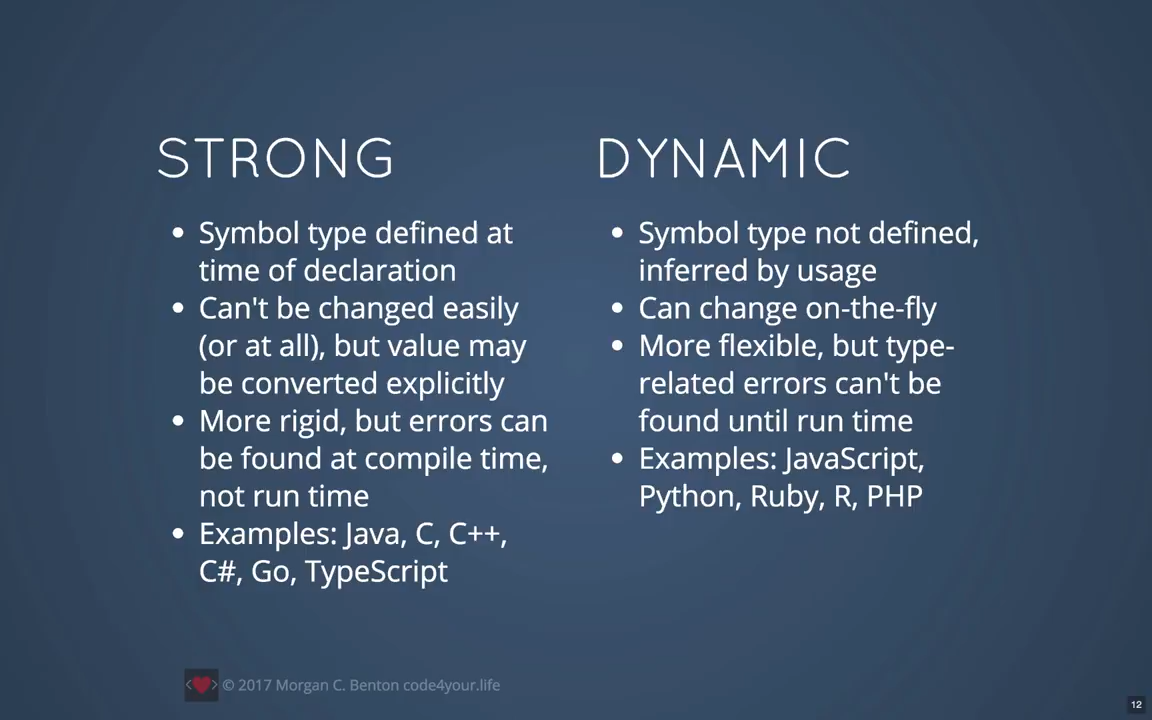 STRONG
• Symbol type defined at
time of declaration
• Can't be changed easily
(or at all), but value may
be converted explicitly
• More rigid, but errors can
be found at compile time,
not run time
• Examples: Java, C, C++,
C#, Go, TypeScript
DYNAMIC
• Symbol type not defined,
inferred by usage
• Can change on-the-fly
• More flexible, but type-
related errors can't be
found until run time
• Examples: JavaScript,
Python, Ruby, R, PHP
<❤> © 2017 Morgan C. Benton code4your.life
12